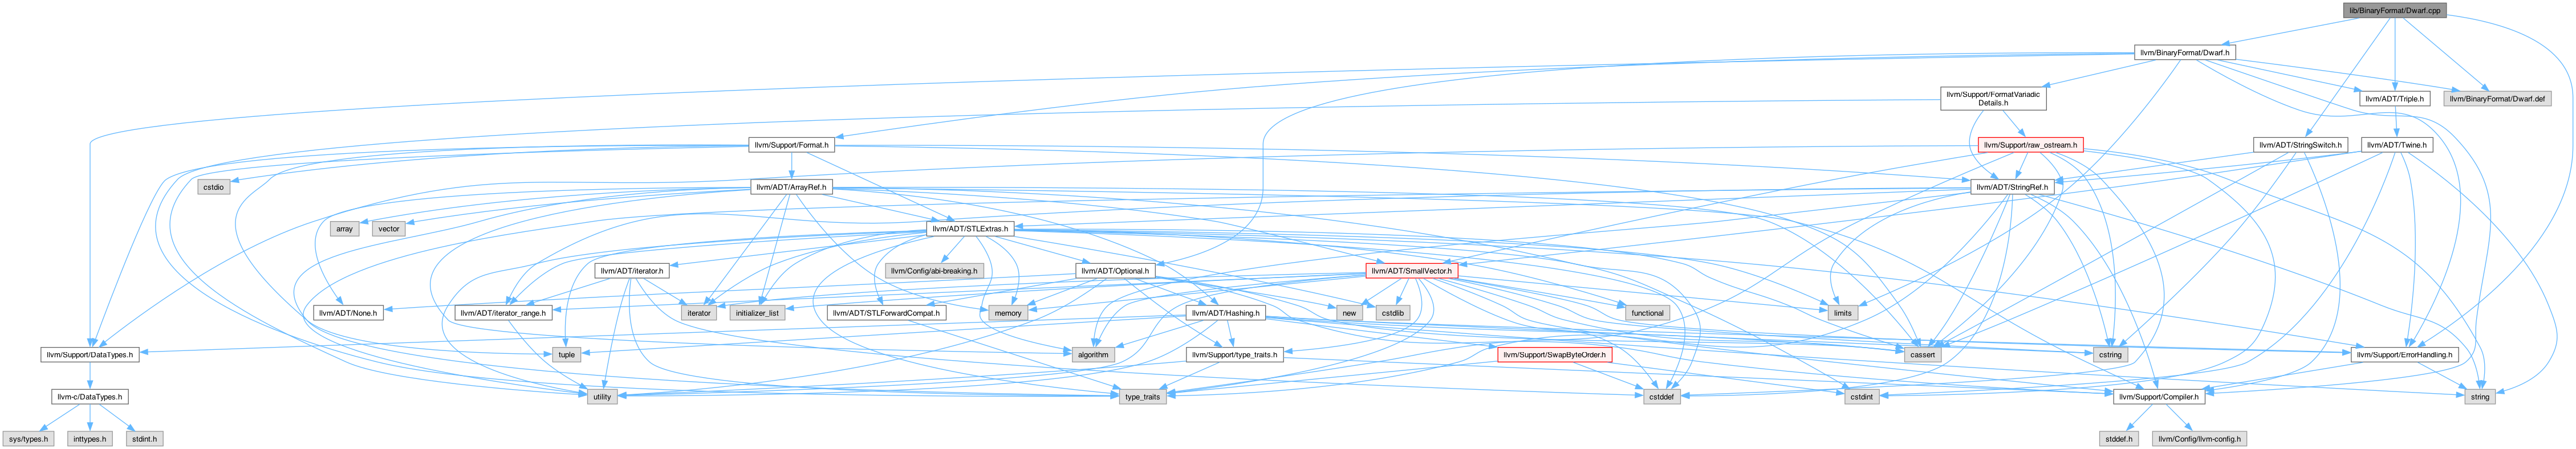 lib/BinaryFormat/Dwarf.cpp
llvm/BinaryFormat/Dwarf.h
llvm/Support/FormatVariadic
Details.h
llvm/ADT/Triple.h
llvm/BinaryFormat/Dwarf.def
llvm/Support/Format.h
llvm/Support/raw_ostream.h
llvm/ADT/StringSwitch.h
llvm/ADT/Twine.h
cstdio
llvm/ADT/ArrayRef.h
llvm/ADT/StringRef.h
array
vector
llvm/ADT/STLExtras.h
llvm/ADT/iterator.h
llvm/Config/abi-breaking.h
llvm/ADT/Optional.h
llvm/ADT/SmallVector.h
llvm/ADT/None.h
llvm/ADT/iterator_range.h
iterator
initializer_list
llvm/ADT/STLForwardCompat.h
memory
llvm/ADT/Hashing.h
new
cstdlib
functional
limits
llvm/Support/DataTypes.h
tuple
algorithm
llvm/Support/type_traits.h
llvm/Support/SwapByteOrder.h
cassert
cstring
llvm/Support/ErrorHandling.h
llvm-c/DataTypes.h
utility
type_traits
cstddef
cstdint
llvm/Support/Compiler.h
string
sys/types.h
inttypes.h
stdint.h
stddef.h
llvm/Config/llvm-config.h